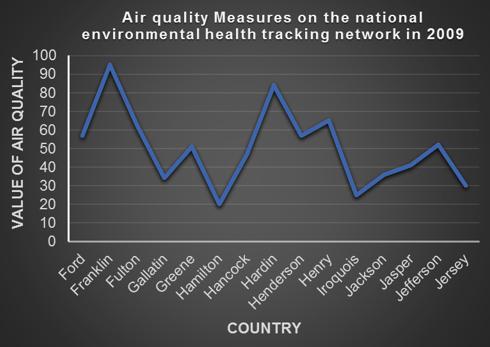 Air quality Measures on the national
environmental health tracking network in 2009
VALUE OF AIR QUALITY
100
90
80
70
60
50
40
30
20
10
0
Ford
Franklin
Fulton
Gallatin
Greene
Hamilton
Hancock
Hardin
Henderson
Henry
Iroquois
Jackson
Jasper
Jefferson
Jersey
COUNTRY